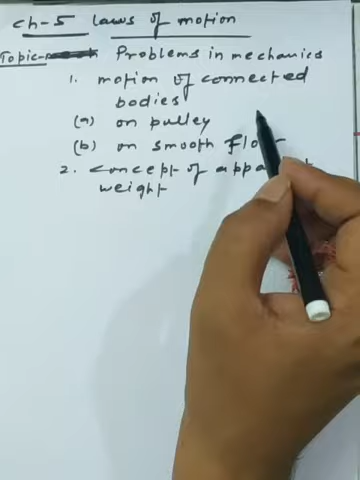 ch-5 laws of motion
Topic- Problems in mechanics
1. motion of connected
bodies
(a) on pulley
(b) on smooth
2. concept of
weight